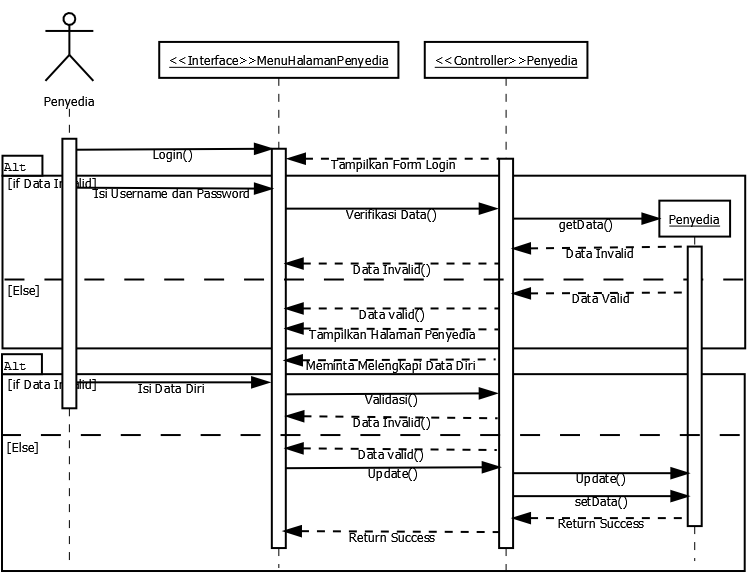 <<Interface>>MenuHalamanPenyedia
<<Controller>>Penyedia
Penyedia
Login()
Tampilkan Form Login
Alt
[if Data Invalid]
Isi Username dan Password
Verifikasi Data()
getData()
Penyedia
Data Invalid
Data Invalid()
[Else]
Data Valid
Data valid()
Tampilkan Halaman Penyedia
Alt
Meminta Melengkapi Data Diri
[if Data Invalid]
Isi Data Diri
Validasi()
Data Invalid()
[Else]
Data valid()
Update()
Update()
setData()
Return Success
Return Success